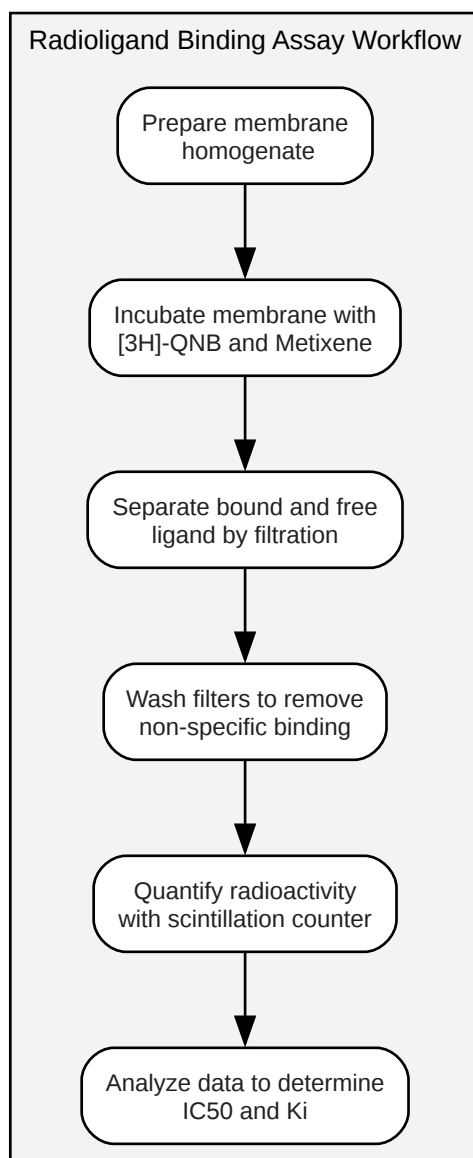 Radioligand Binding Assay Workflow
Prepare membrane
homogenate
Incubate membrane with
[3H]-QNB and Metixene
Separate bound and free
ligand by filtration
Wash filters to remove
non-specific binding
Quantify radioactivity
with scintillation counter
Analyze data to determine
IC50 and Ki